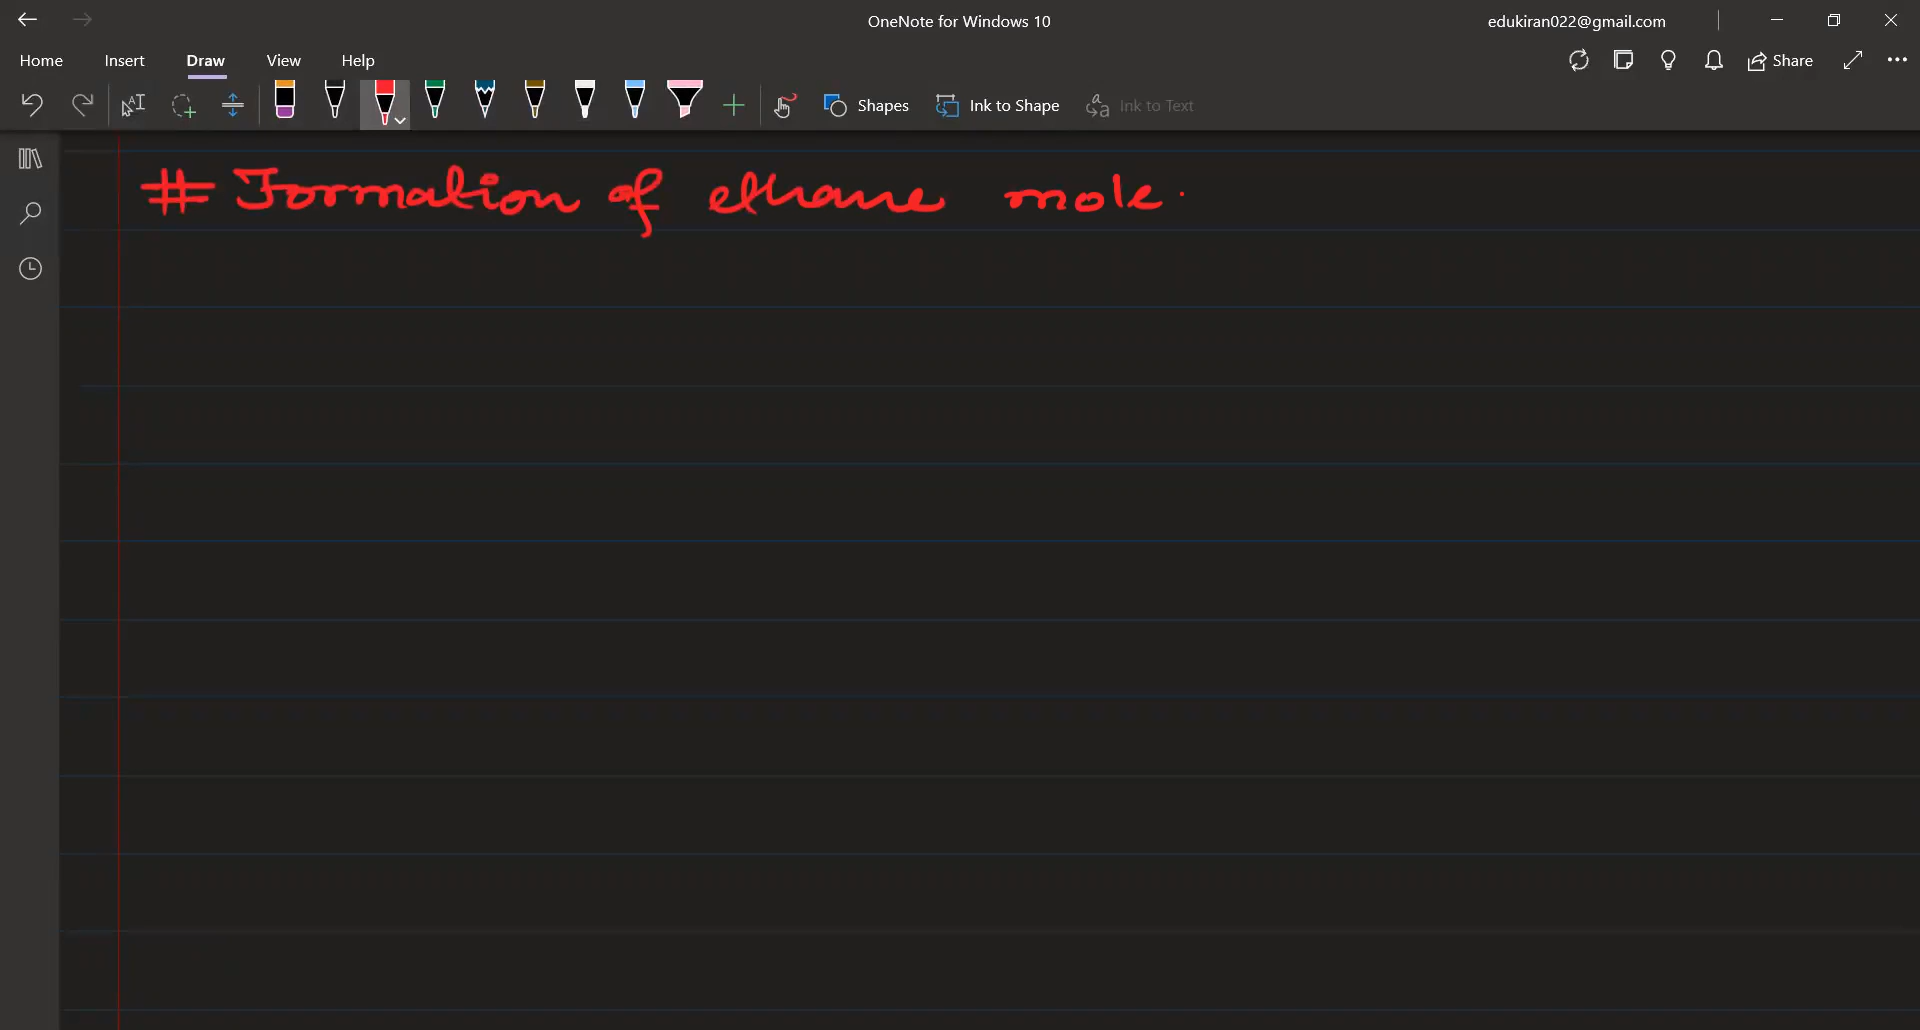 OneNote for Windows 10
edukiran022@gmail.com
Home Insert Draw View Help
Share
Shapes Ink to Shape Ink to Text
# Formation of ethane mole.